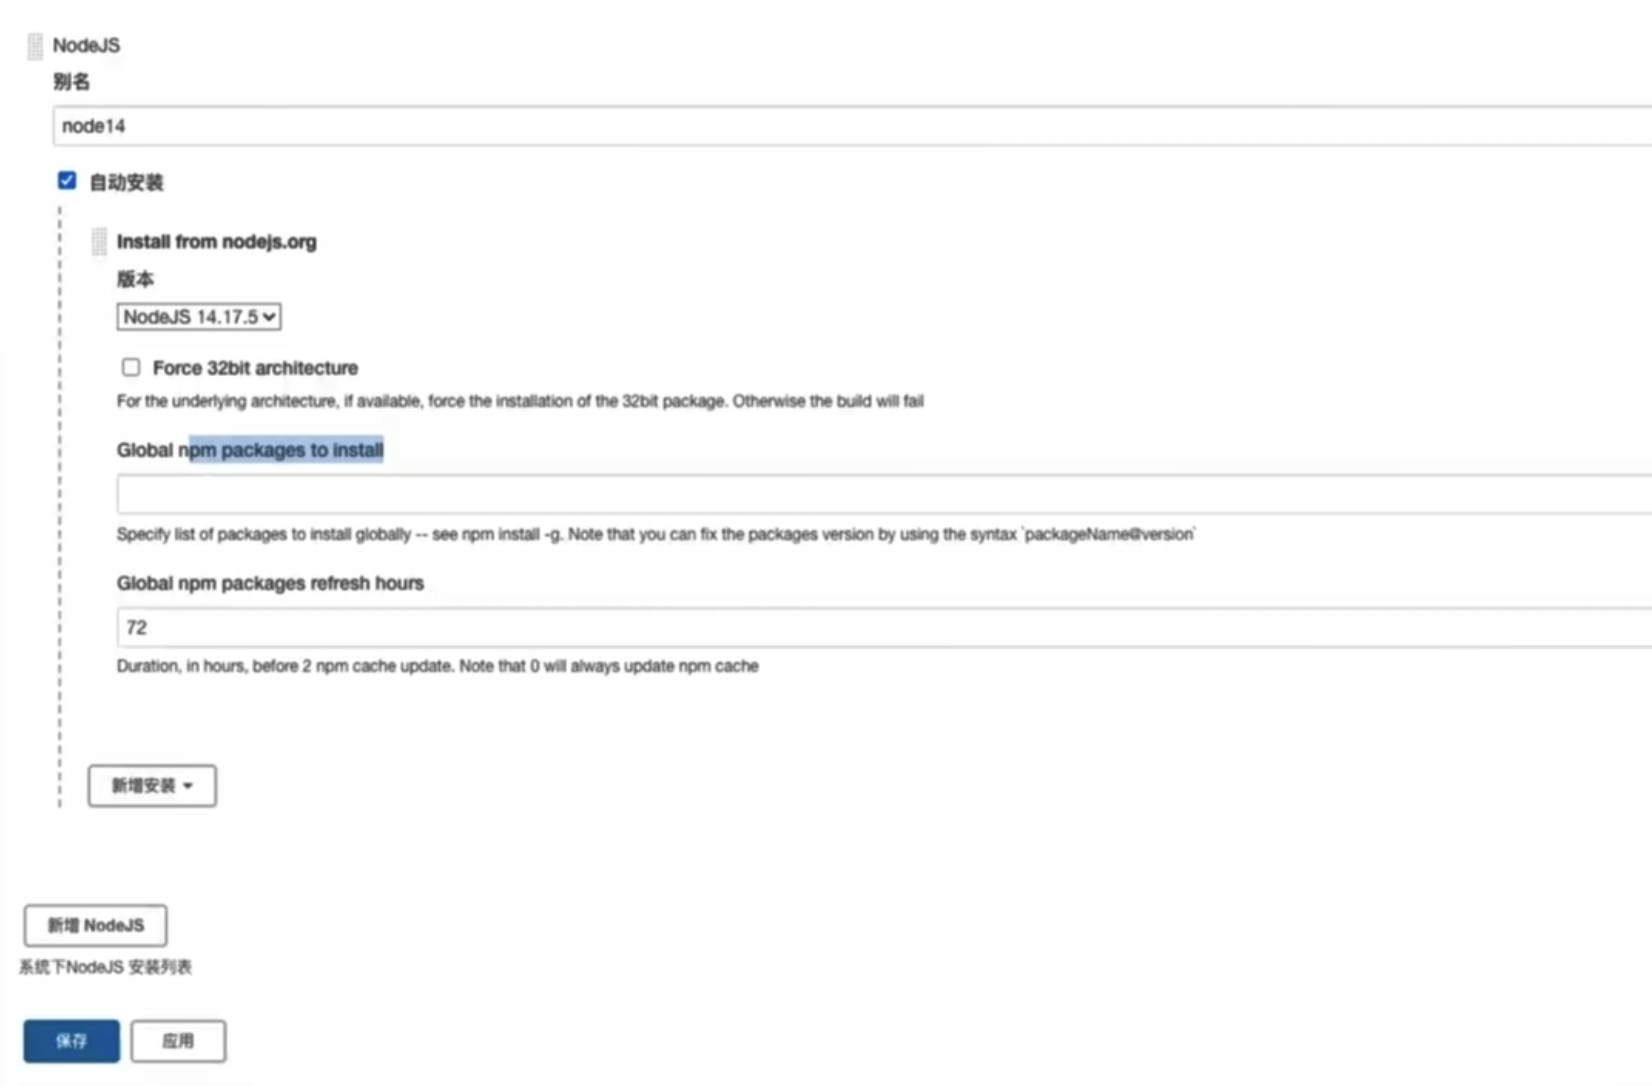 NodeJS
别名
node14
自动安装
Install from nodejs.org
版本
NodeJS 14.17.5
Force 32bit architecture
For the underlying architecture, if available, force the installation of the 32bit package. Otherwise the build will fail
Global npm packages to install
Specify list of packages to install globally -- see npm install -g. Note that you can fix the packages version by using the syntax `packageName@version`
Global npm packages refresh hours
72
Duration, in hours, before 2 npm cache update. Note that 0 will always update npm cache
新增安装
新增 NodeJS
系统下NodeJS 安装列表
保存 应用